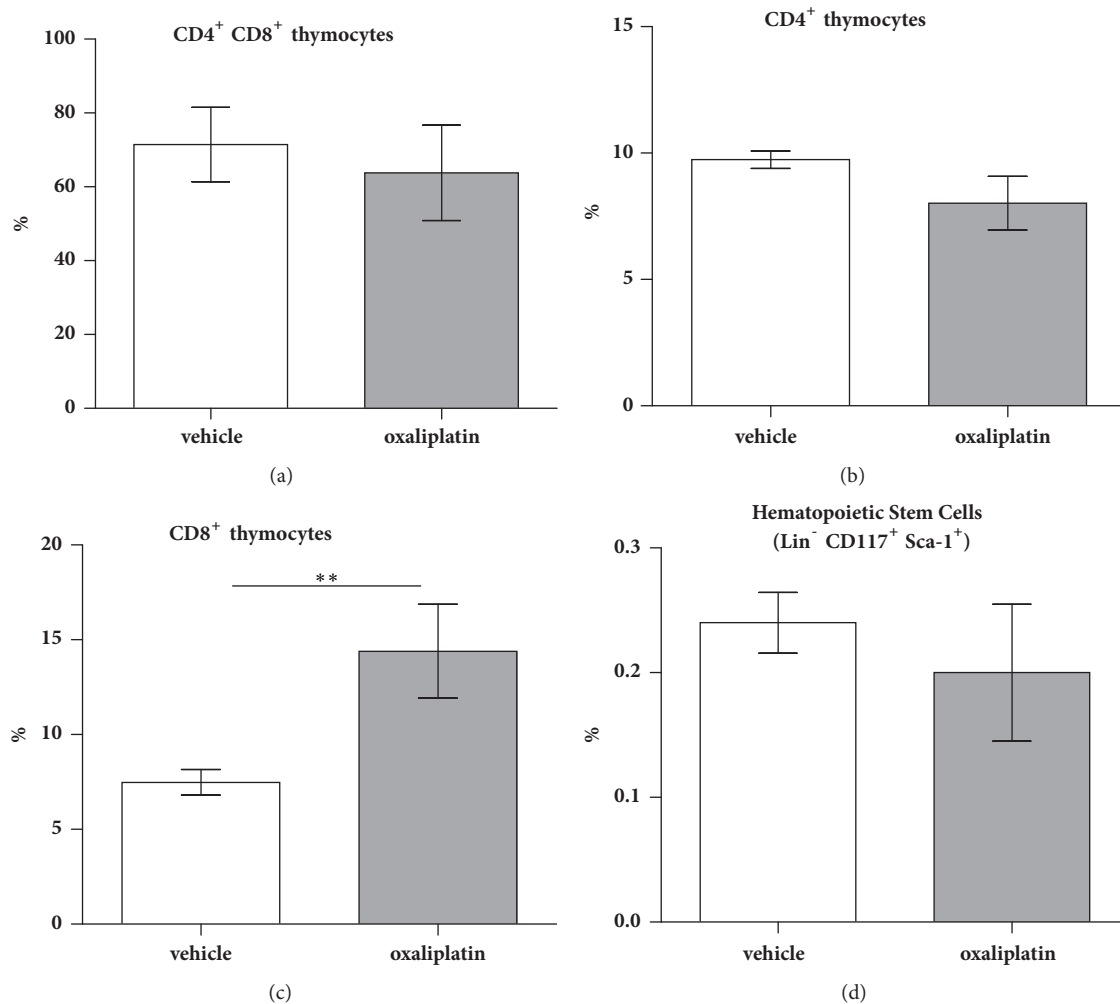 CD4⁺ CD8⁺ thymocytes
100
80
60
40
20
0
%
vehicle
oxaliplatin
(a)
CD4⁺ thymocytes
15
10
5
0
%
vehicle
oxaliplatin
(b)
CD8⁺ thymocytes
20
15
10
5
0
%
**
vehicle
oxaliplatin
(c)
Hematopoietic Stem Cells
(Lin⁻ CD117⁺ Sca-1⁺)
0.3
0.2
0.1
0.0
%
vehicle
oxaliplatin
(d)